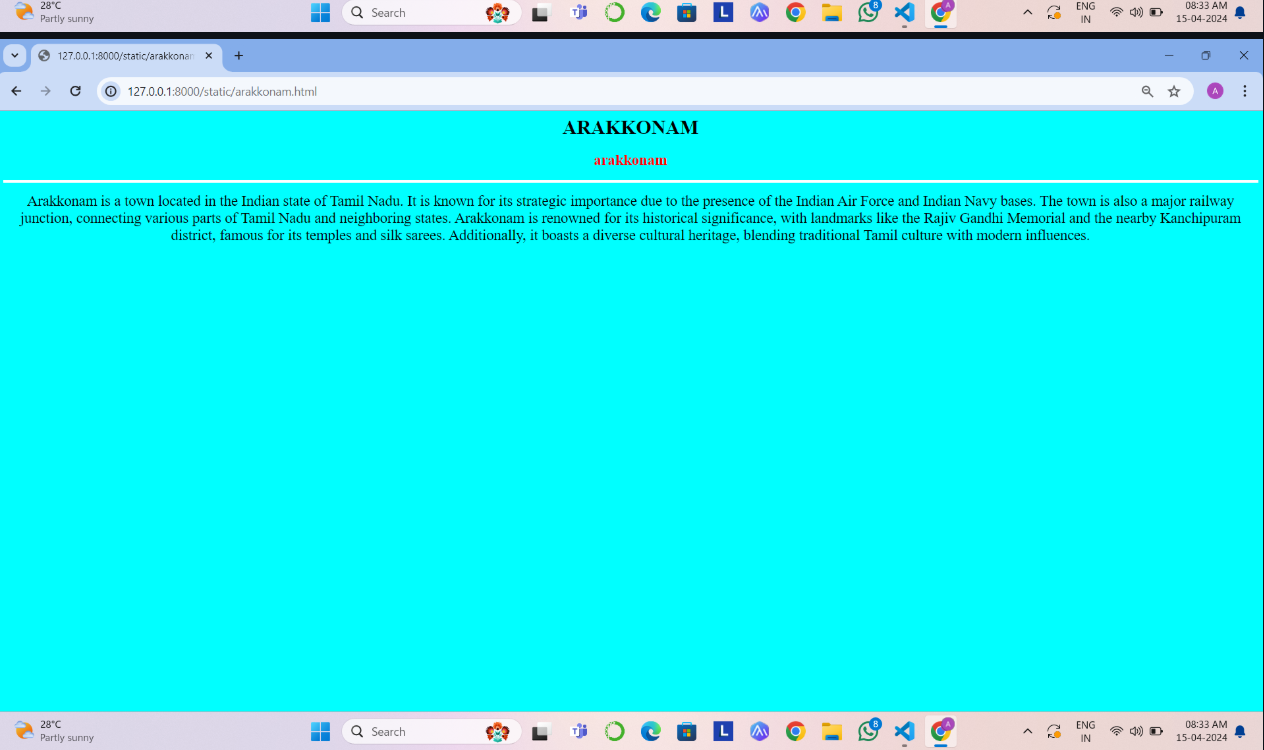 28°C
Partly sunny
Search
L
8
A
ENG
IN
08:33 AM
15-04-2024
127.0.0.1:8000/static/arakkonam
127.0.0.1:8000/static/arakkonam.html
A
ARAKKONAM
arakkonam
Arakkonam is a town located in the Indian state of Tamil Nadu. It is known for its strategic importance due to the presence of the Indian Air Force and Indian Navy bases. The town is also a major railway
junction, connecting various parts of Tamil Nadu and neighboring states. Arakkonam is renowned for its historical significance, with landmarks like the Rajiv Gandhi Memorial and the nearby Kanchipuram
district, famous for its temples and silk sarees. Additionally, it boasts a diverse cultural heritage, blending traditional Tamil culture with modern influences.
28°C
Partly sunny
Search
L
8
A
ENG
IN
08:33 AM
15-04-2024